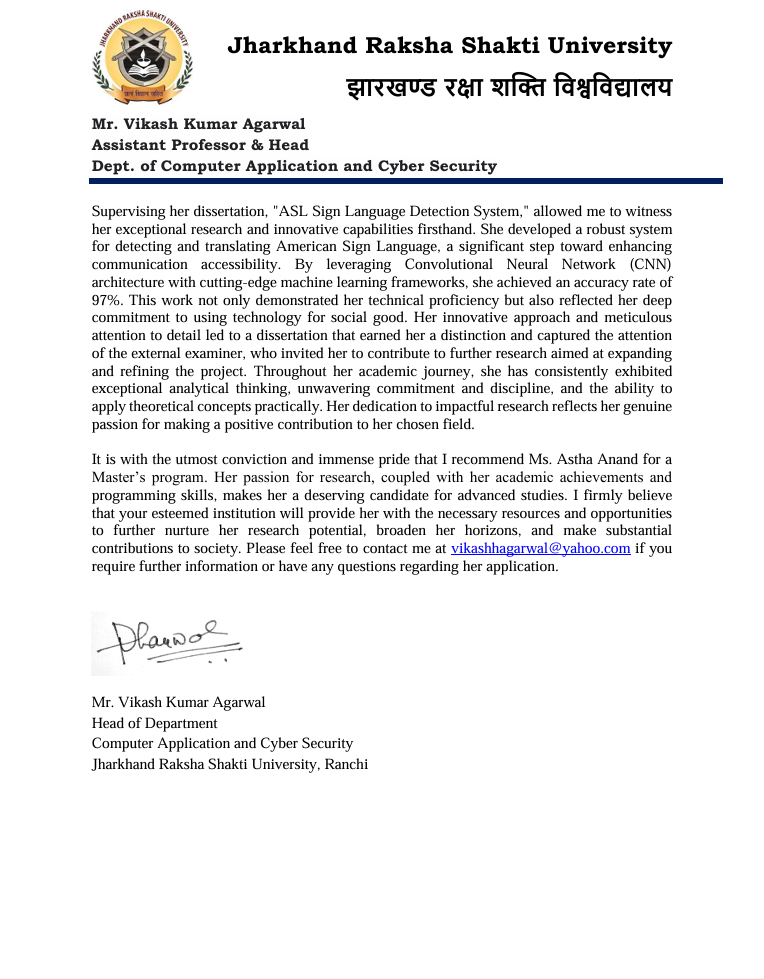 JHARKHAND RAKSHA SHAKTI UNIVERSITY
Jharkhand Raksha Shakti University
झारखण्ड रक्षा शक्ति विश्वविद्यालय
Mr. Vikash Kumar Agarwal
Assistant Professor & Head
Dept. of Computer Application and Cyber Security
Supervising her dissertation, "ASL Sign Language Detection System," allowed me to witness
her exceptional research and innovative capabilities firsthand. She developed a robust system
for detecting and translating American Sign Language, a significant step toward enhancing
communication accessibility. By leveraging Convolutional Neural Network (CNN)
architecture with cutting-edge machine learning frameworks, she achieved an accuracy rate of
97%. This work not only demonstrated her technical proficiency but also reflected her deep
commitment to using technology for social good. Her innovative approach and meticulous
attention to detail led to a dissertation that earned her a distinction and captured the attention
of the external examiner, who invited her to contribute to further research aimed at expanding
and refining the project. Throughout her academic journey, she has consistently exhibited
exceptional analytical thinking, unwavering commitment and discipline, and the ability to
apply theoretical concepts practically. Her dedication to impactful research reflects her genuine
passion for making a positive contribution to her chosen field.
It is with the utmost conviction and immense pride that I recommend Ms. Astha Anand for a
Master’s program. Her passion for research, coupled with her academic achievements and
programming skills, makes her a deserving candidate for advanced studies. I firmly believe
that your esteemed institution will provide her with the necessary resources and opportunities
to further nurture her research potential, broaden her horizons, and make substantial
contributions to society. Please feel free to contact me at vikashhagarwal@yahoo.com if you
require further information or have any questions regarding her application.
Mr. Vikash Kumar Agarwal
Head of Department
Computer Application and Cyber Security
Jharkhand Raksha Shakti University, Ranchi